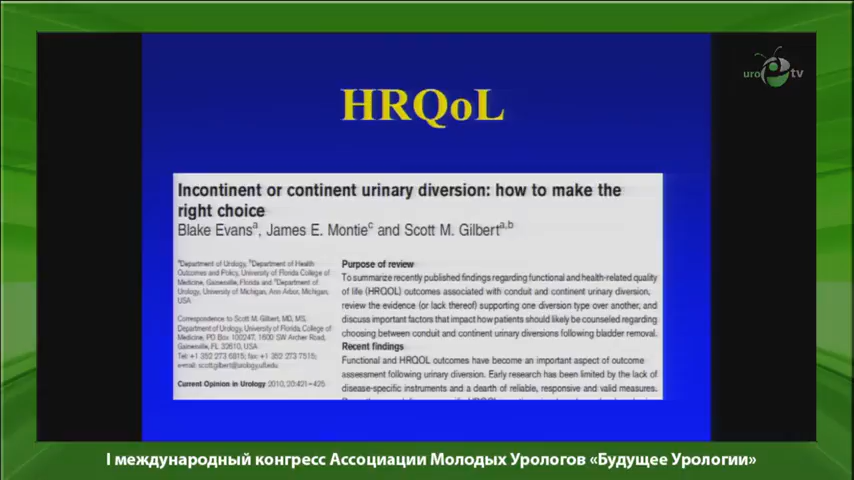 uro tv
HRQoL
Incontinent or continent urinary diversion: how to make the
right choice
Blake Evansa, James E. Montiec and Scott M. Gilberta,b
aDepartment of Urology, bDepartment of Health
Outcomes and Policy, University of Florida College of
Medicine, Gainesville, Florida and cDepartment of
Urology, University of Michigan, Ann Arbor, Michigan,
USA
Correspondence to Scott M. Gilbert, MD, MS,
Department of Urology, University of Florida, College of
Medicine, PO Box 100247, 1600 SW Archer Road,
Gainesville, FL 32610, USA
Tel: +1 352 273 6815; fax: +1 352 273 7515;
e-mail: scott.gilbert@urology.ufl.edu
Current Opinion in Urology 2010, 20:421–425
Purpose of review
To summarize recently published findings regarding functional and health-related quality
of life (HRQOL) outcomes associated with conduit and continent urinary diversion,
review the evidence (or lack thereof) supporting one diversion type over another, and
discuss important factors that impact how patients should likely be counseled regarding
choosing between conduit and continent urinary diversions following bladder removal.
Recent findings
Functional and HRQOL outcomes have become an important aspect of outcome
assessment following urinary diversion. Early research has been limited by the lack of
disease-specific instruments and a dearth of reliable, responsive and valid measures.
I международный конгресс Ассоциации Молодых Урологов «Будущее Урологии»